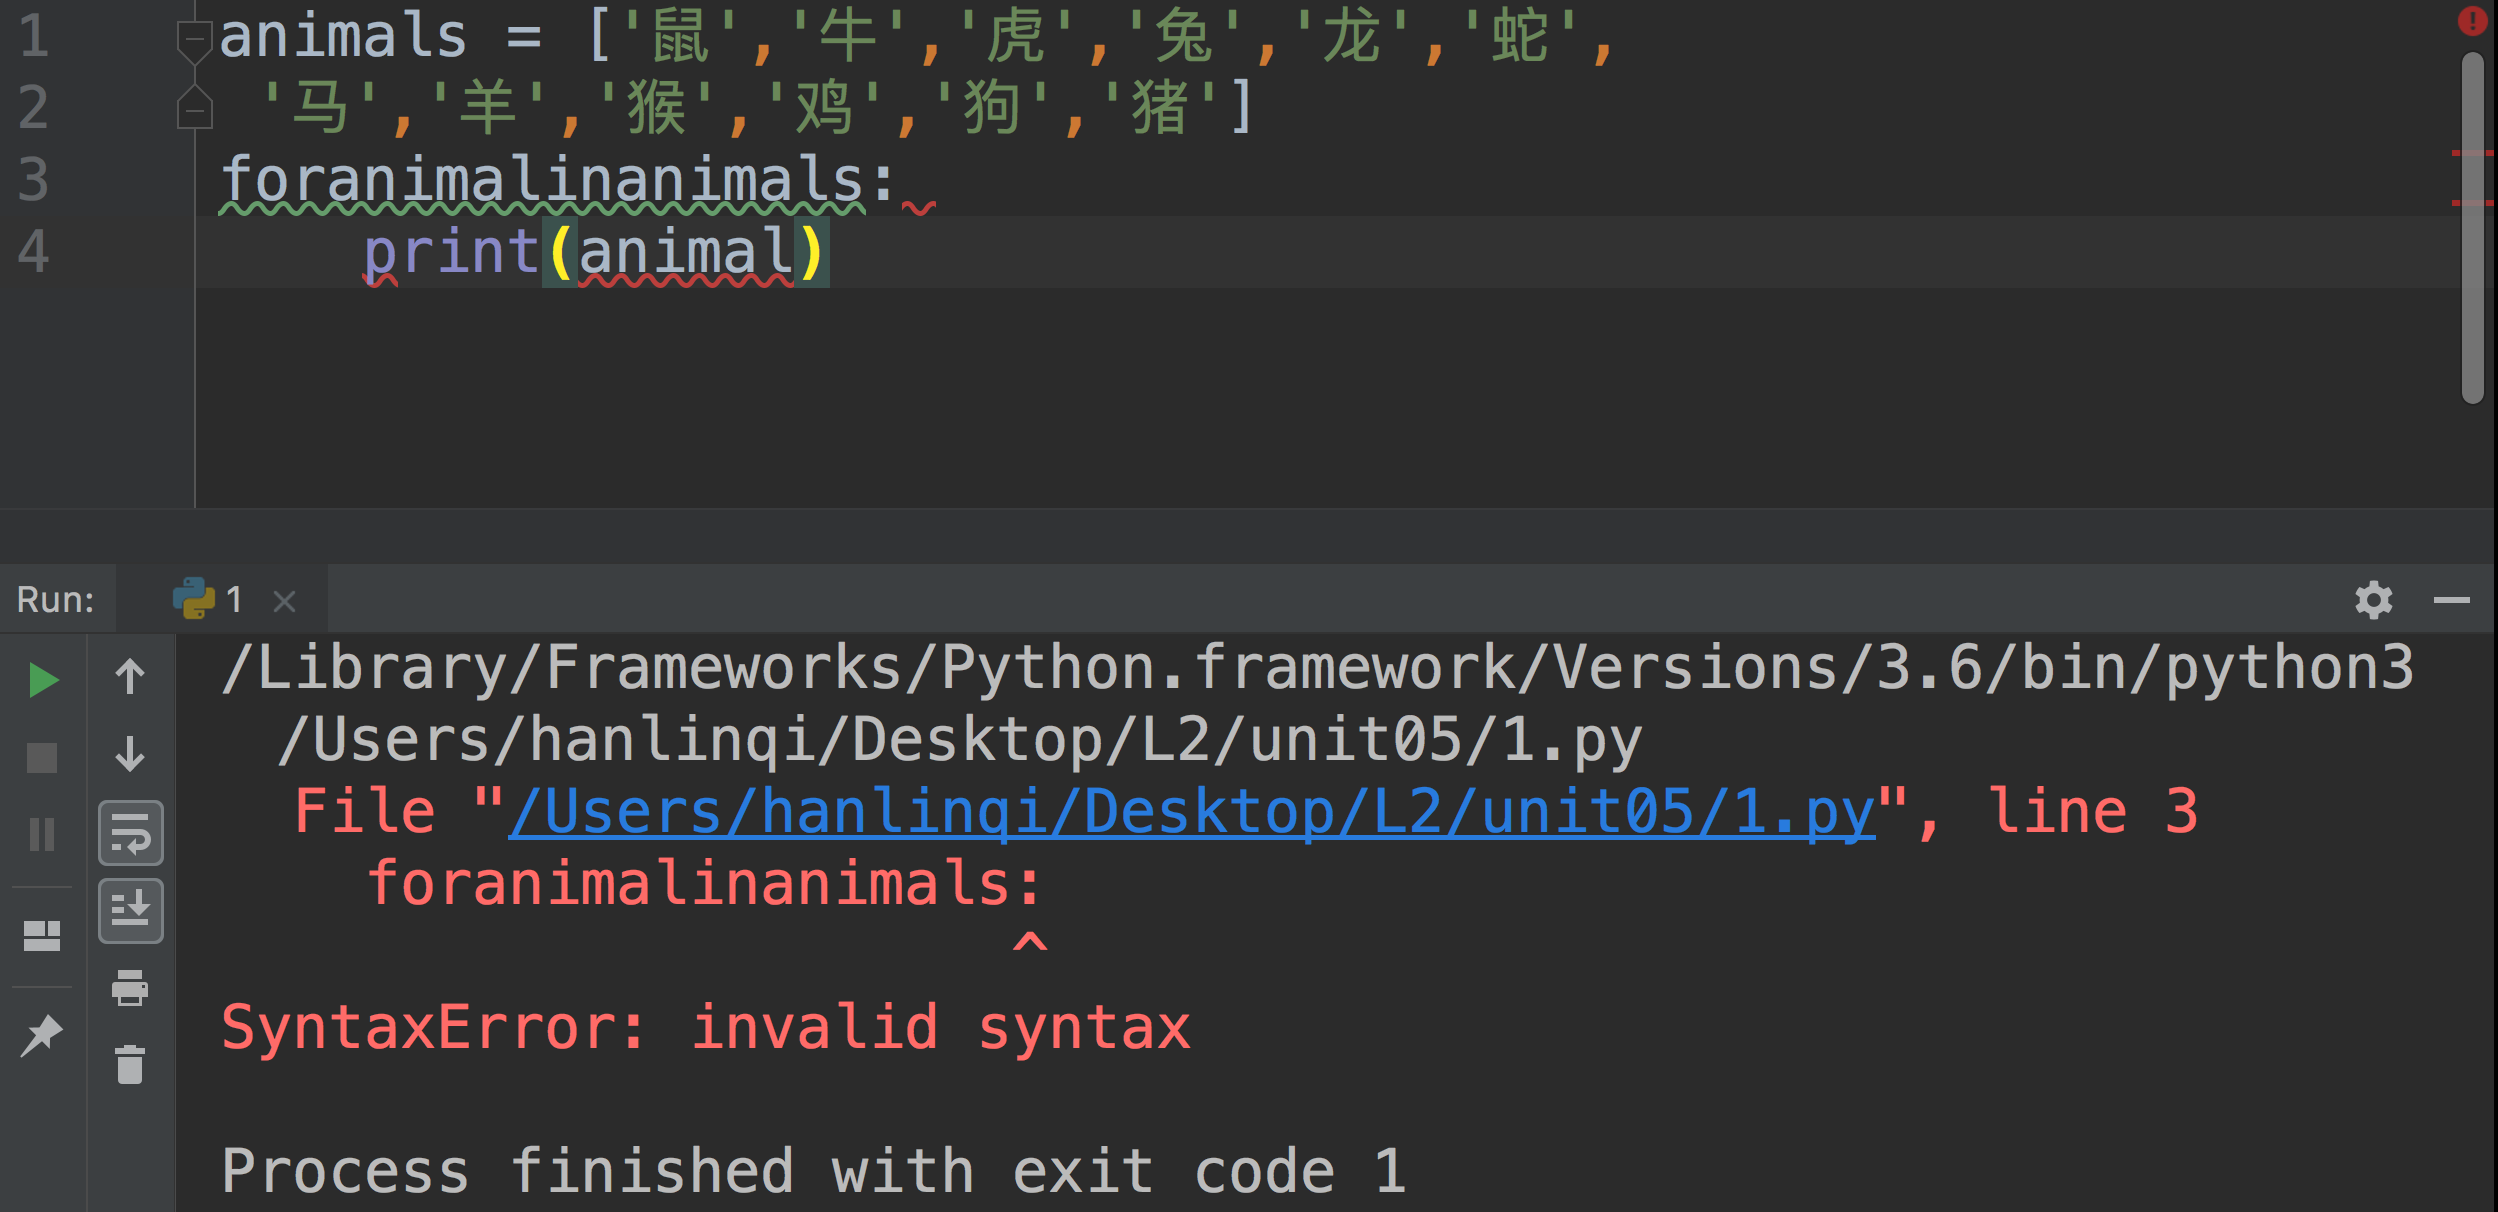 1 animals = ['鼠','牛','虎','兔','龙','蛇',
2 '马','羊','猴','鸡','狗','猪']
3 foranimalinanimals:
4 print(animal)
Run: 1
/Library/Frameworks/Python.framework/Versions/3.6/bin/python3
/Users/hanlinqi/Desktop/L2/unit05/1.py
File "/Users/hanlinqi/Desktop/L2/unit05/1.py", line 3
foranimalinanimals:
^
SyntaxError: invalid syntax
Process finished with exit code 1